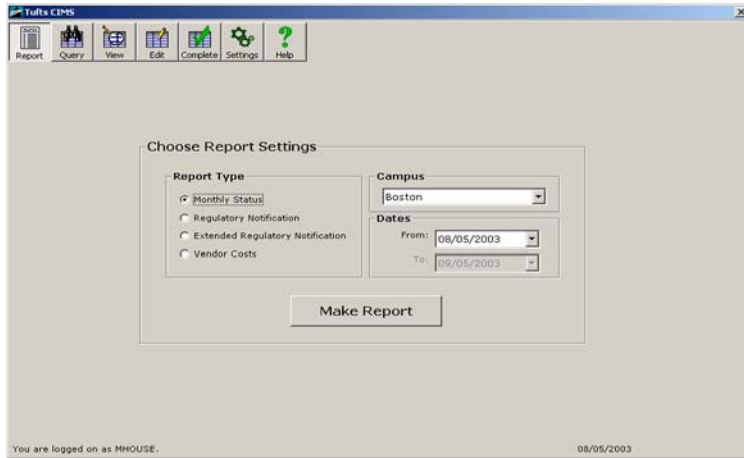 Tufts CIMS
Report Query View Edit Complete Settings Help
Choose Report Settings
Report Type
Monthly Status
Regulatory Notification
Extended Regulatory Notification
Vendor Costs
Campus
Boston
Dates
From: 08/05/2003
To: 09/05/2003
Make Report
You are logged on as MHOUSE. 08/05/2003